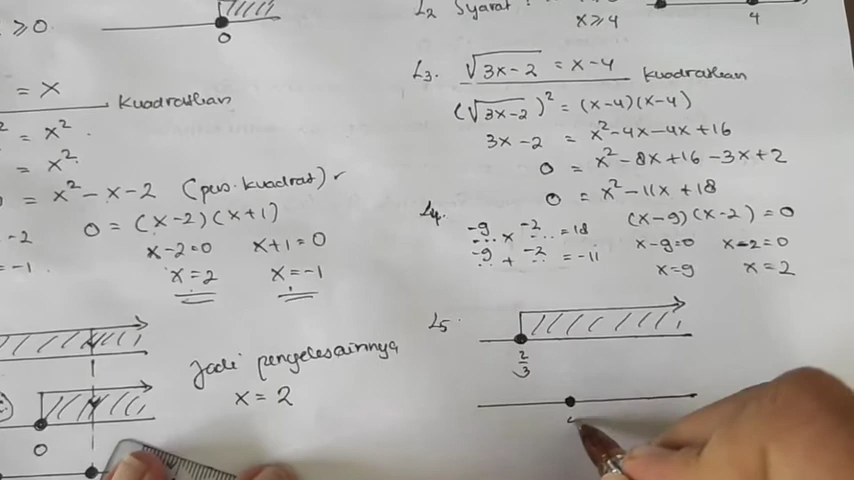 ≥ 0
0
= x
Kuadratkan
² = x².
= x².
= x² - x - 2 (pers. kuadrat)
-2
0 = (x-2)(x+1)
= -1
x-2=0 x+1=0
x=2 x=-1
Jadi penyelesaiannya
x = 2
0
L2 Syarat :
x ≥ 4
4
L3. √3x-2 = x-4
Kuadratkan
(√3x-2)² = (x-4)(x-4)
3x-2 = x²-4x-4x+16
0 = x²-8x+16-3x+2
0 = x²-11x+18
L4.
-9 x -2 = 18
-9 + -2 = -11
(x-9)(x-2) = 0
x-9=0 x-2=0
x=9 x=2
L5.
2/3